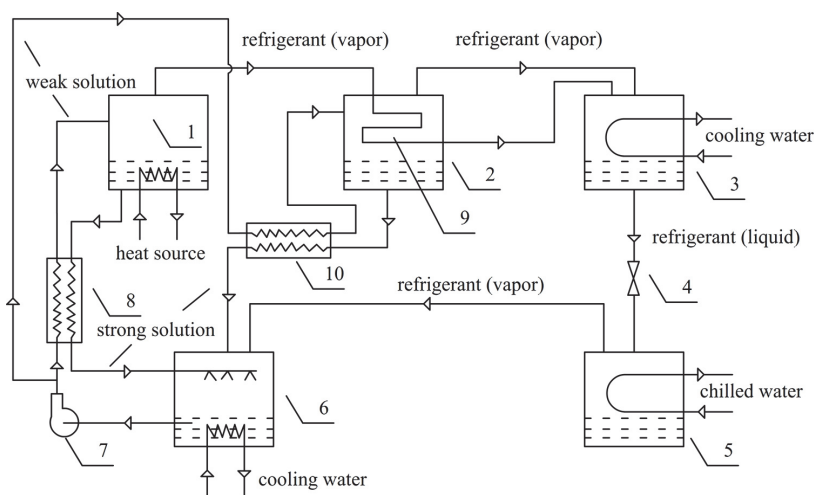 refrigerant (vapor)
refrigerant (vapor)
weak solution
1
cooling water
2
3
9
refrigerant (liquid)
heat source
10
8
refrigerant (vapor)
4
strong solution
chilled water
6
7
5
cooling water